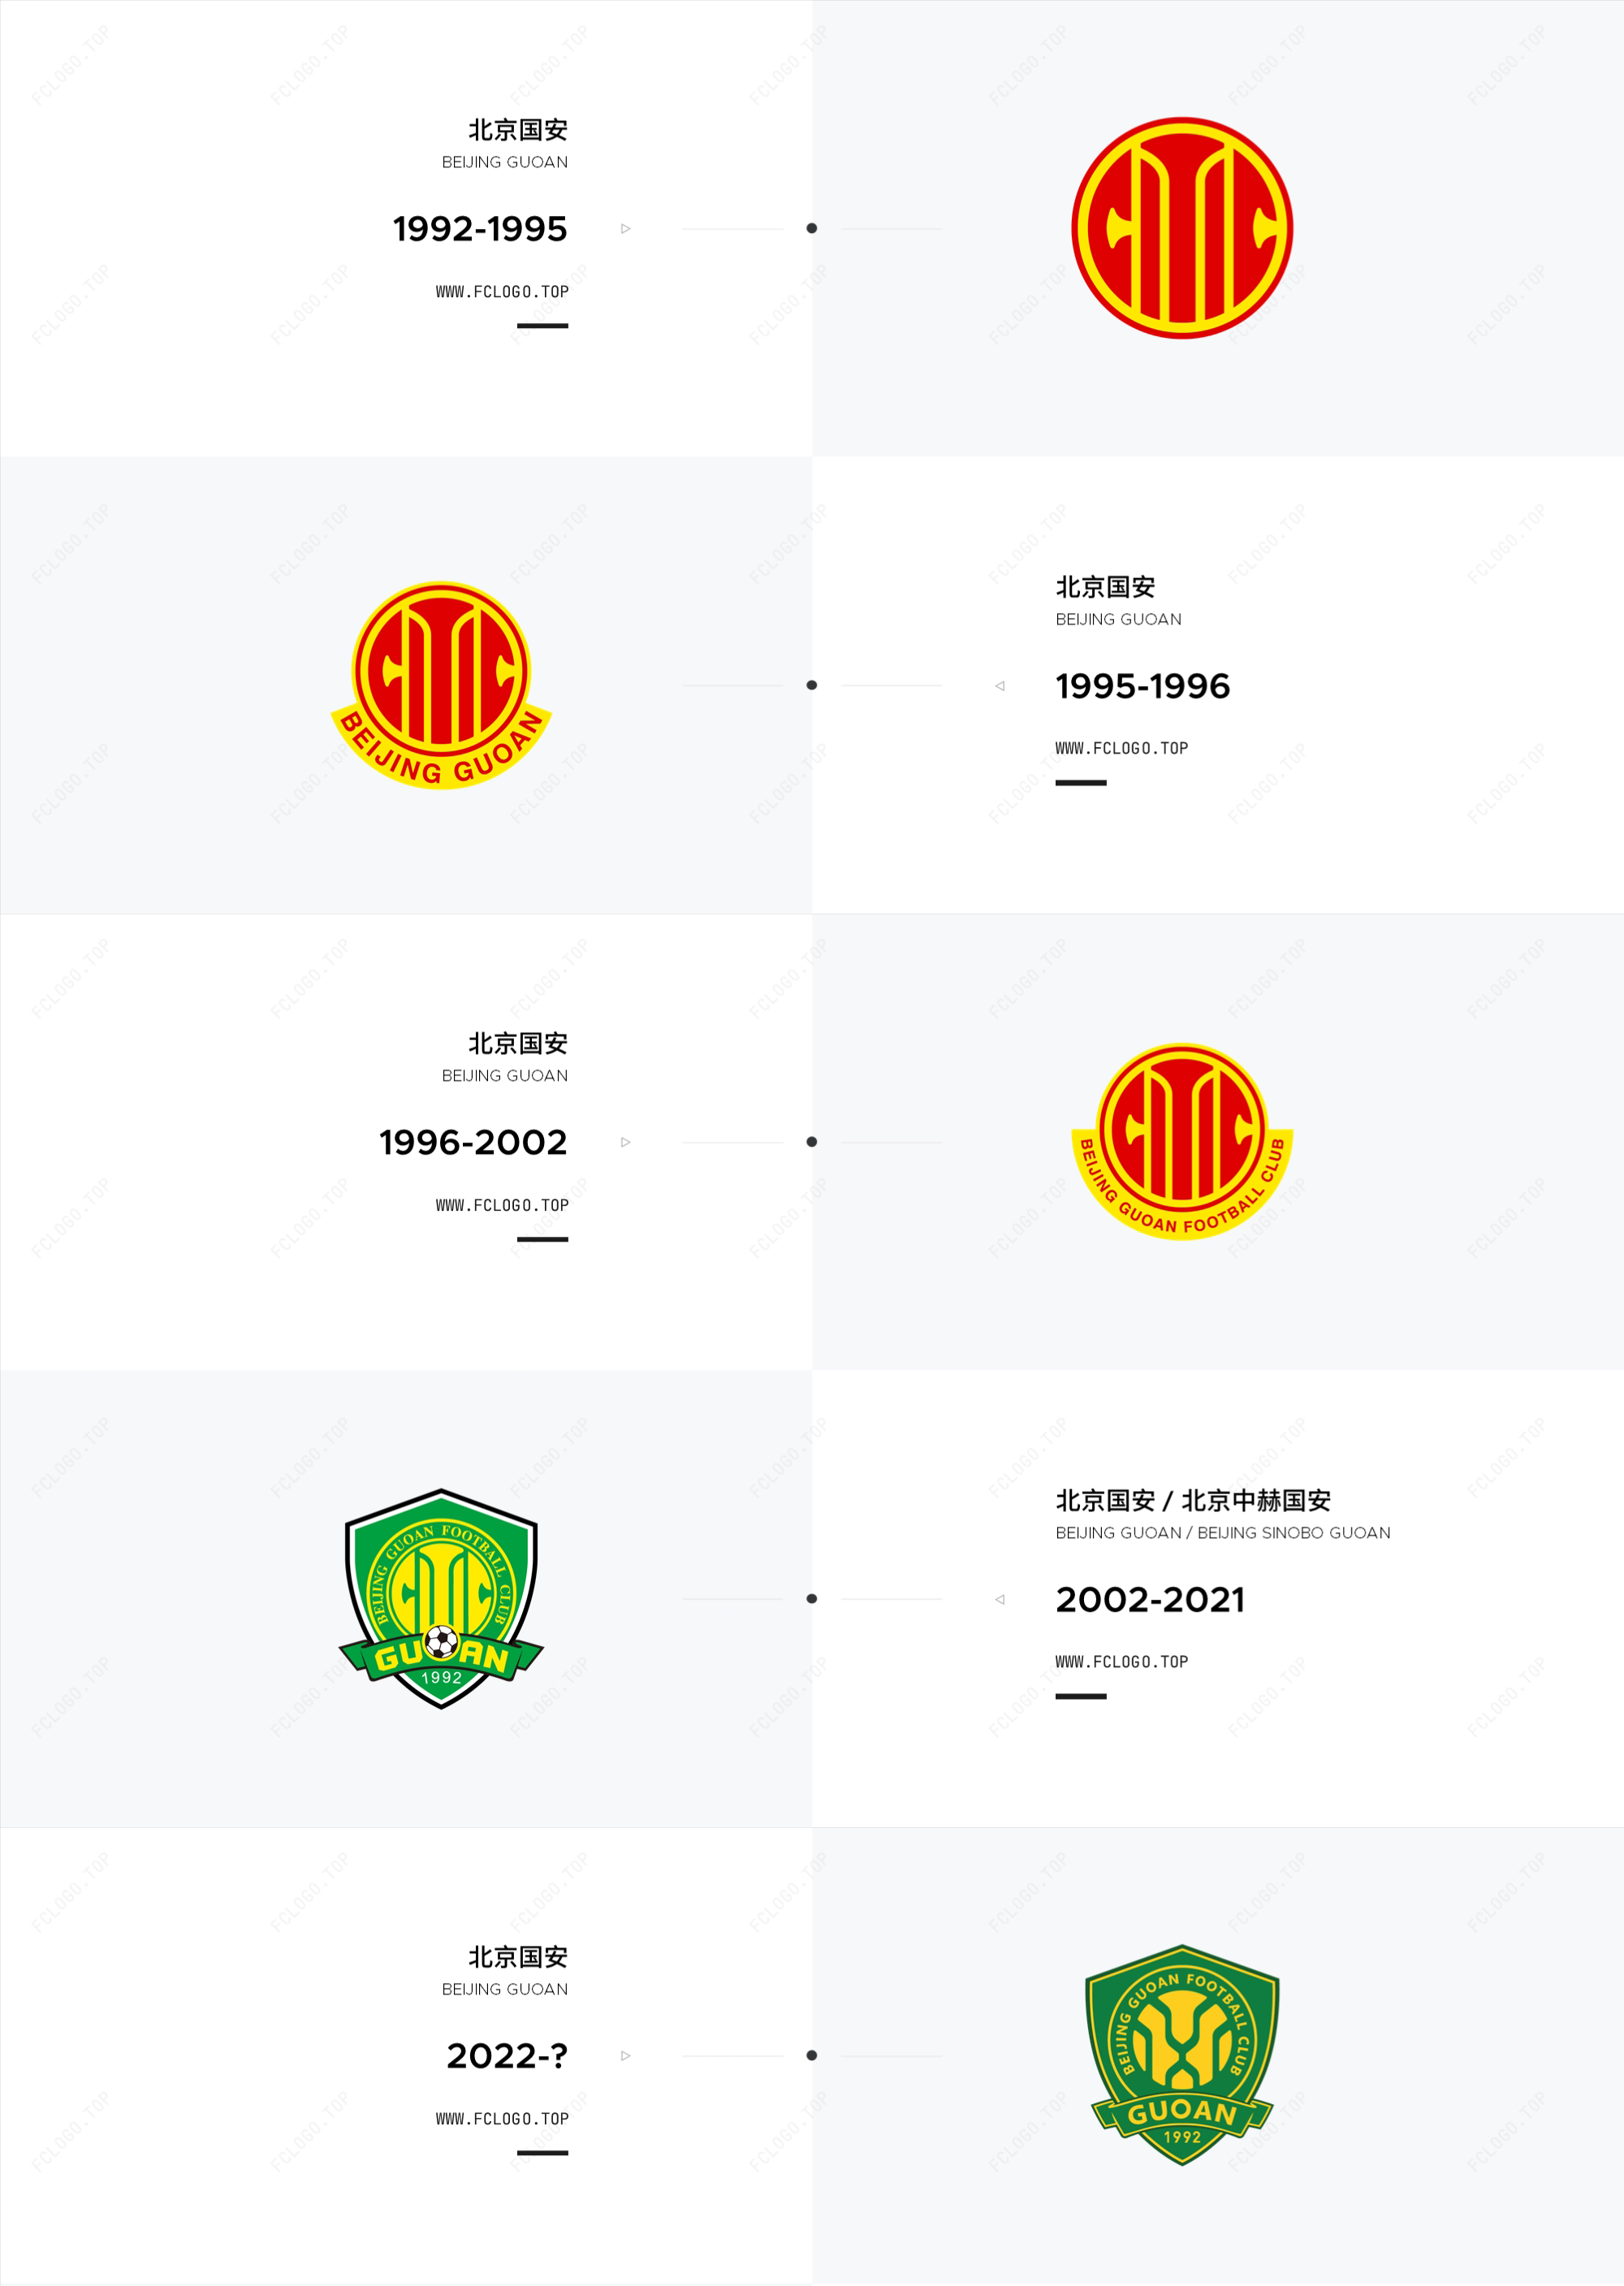 北京国安
BEIJING GUOAN
1992-1995
WWW.FCLOGO.TOP
北京国安
BEIJING GUOAN
1995-1996
WWW.FCLOGO.TOP
BEIJING GUOAN
北京国安
BEIJING GUOAN
1996-2002
WWW.FCLOGO.TOP
BEIJING GUOAN FOOTBALL CLUB
BEIJING GUOAN FOOTBALL CLUB
GUOAN
1992
北京国安 / 北京中赫国安
BEIJING GUOAN / BEIJING SINOBO GUOAN
2002-2021
WWW.FCLOGO.TOP
北京国安
BEIJING GUOAN
2022-?
WWW.FCLOGO.TOP
BEIJING GUOAN FOOTBALL CLUB
GUOAN
1992
FCLOGO.TOP